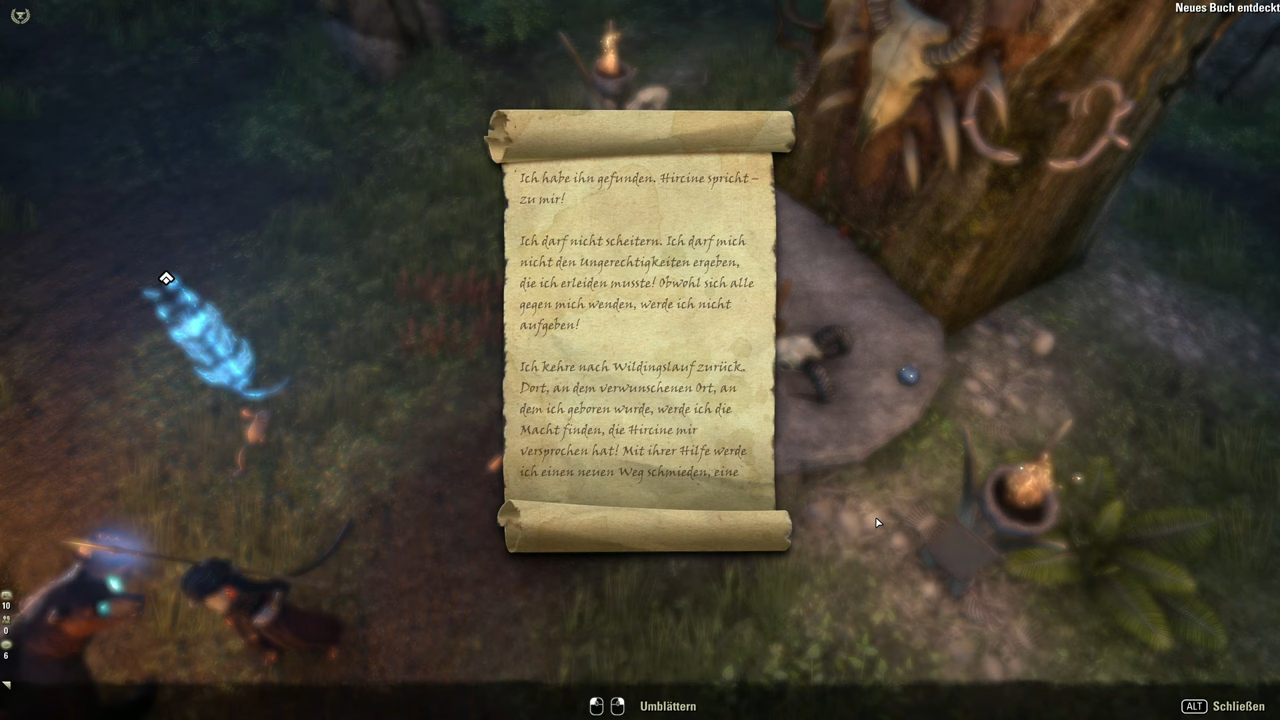 Neues Buch entdeckt
Ich habe ihn gefunden. Hircine spricht –
zu mir!
Ich darf nicht scheitern. Ich darf mich
nicht den Ungerechtigkeiten ergeben,
die ich erleiden musste! Obwohl sich alle
gegen mich wenden, werde ich nicht
aufgeben!
Ich kehre nach Wildingslauf zurück.
Dort, an dem verwunschenen Ort, an
dem ich geboren wurde, werde ich die
Macht finden, die Hircine mir
versprochen hat! Mit ihrer Hilfe werde
ich einen neuen Weg schmieden, eine
10
0
6
Umblättern
ALT Schließen